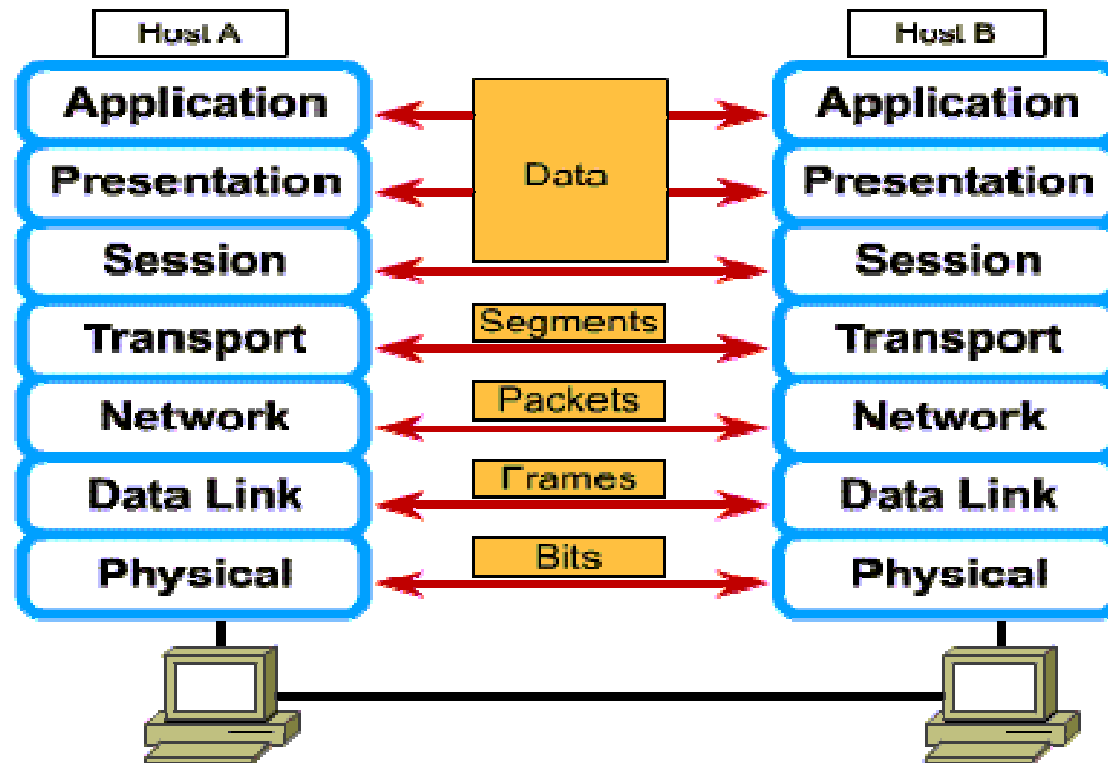 Host A
Host B
Application
Application
Presentation
Data
Presentation
Session
Session
Segments
Transport
Transport
Packets
Network
Network
Frames
Data Link
Data Link
Bits
Physical
Physical